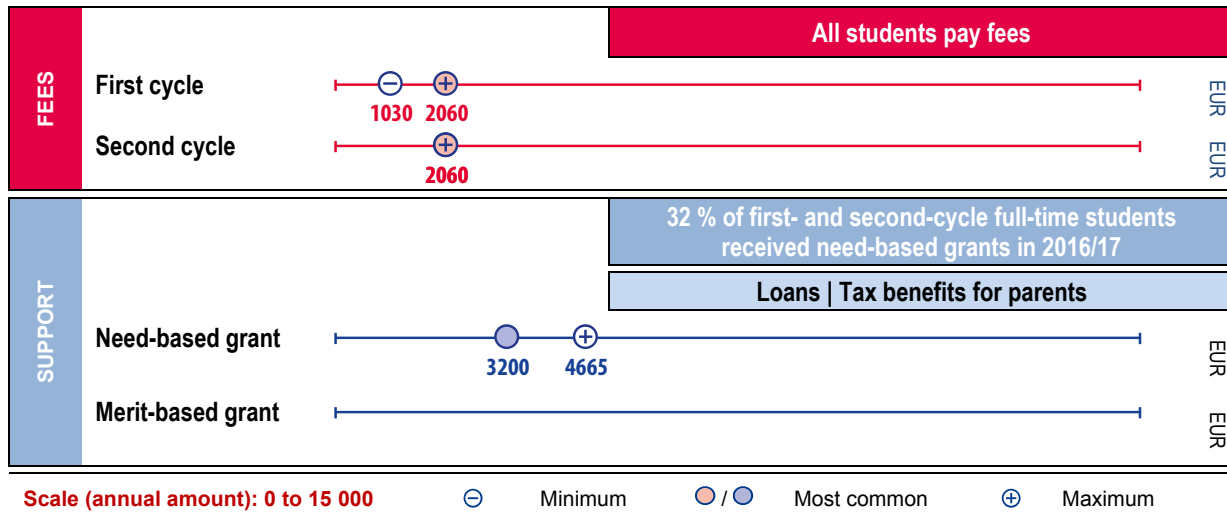 All students pay fees
FEES
First cycle
1030 2060
EUR
Second cycle
2060
EUR
32 % of first- and second-cycle full-time students
received need-based grants in 2016/17
Loans | Tax benefits for parents
SUPPORT
Need-based grant
3200 4665
EUR
Merit-based grant
EUR
Scale (annual amount): 0 to 15 000 Minimum / Most common Maximum